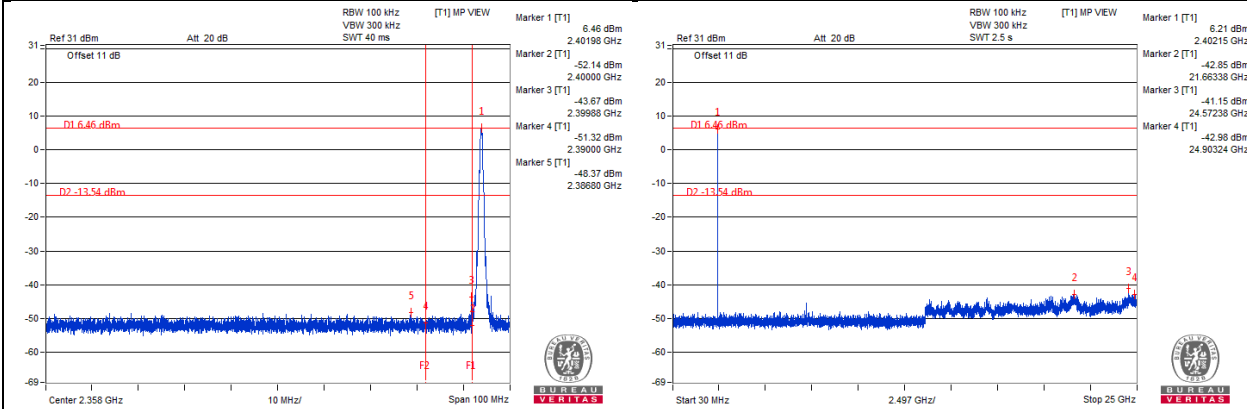 RBW 100 kHz [T1] MP VIEW
VBW 300 kHz
Ref 31 dBm Att 20 dB SWT 40 ms
Marker 1 [T1]
6.46 dBm
2.40198 GHz
Marker 2 [T1]
-52.14 dBm
2.40000 GHz
Marker 3 [T1]
-43.67 dBm
2.39988 GHz
Marker 4 [T1]
-51.32 dBm
2.39000 GHz
Marker 5 [T1]
-48.37 dBm
2.38680 GHz
31
Offset 11 dB
20
10
D1 6.46 dBm
1
0
-10
D2 -13.54 dBm
-20
-30
-40
3
5
4
-50
-60
F2 F1
-69
Center 2.358 GHz 10 MHz/ Span 100 MHz
1828
BUREAU
VERITAS
RBW 100 kHz [T1] MP VIEW
VBW 300 kHz
Ref 31 dBm Att 20 dB SWT 2.5 s
Marker 1 [T1]
6.21 dBm
2.40215 GHz
Marker 2 [T1]
-42.85 dBm
21.66338 GHz
Marker 3 [T1]
-41.15 dBm
24.57238 GHz
Marker 4 [T1]
-42.98 dBm
24.90324 GHz
31
Offset 11 dB
20
10
1
D1 6.46 dBm
0
-10
D2 -13.54 dBm
-20
-30
-40
2
3
4
-50
-60
-69
Start 30 MHz 2.497 GHz/ Stop 25 GHz
1828
BUREAU
VERITAS